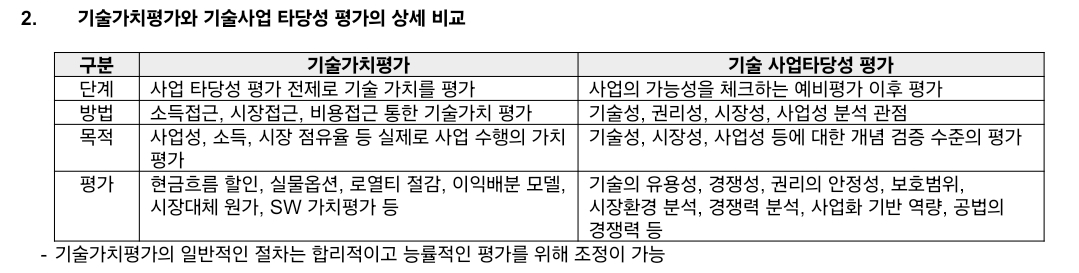 2. 기술가치평가와 기술사업 타당성 평가의 상세 비교
구분 기술가치평가 기술 사업타당성 평가
단계 사업 타당성 평가 전제로 기술 가치를 평가 사업의 가능성을 체크하는 예비평가 이후 평가
방법 소득접근, 시장접근, 비용접근 통한 기술가치 평가 기술성, 권리성, 시장성, 사업성 분석 관점
목적 사업성, 소득, 시장 점유율 등 실제로 사업 수행의 가치 기술성, 시장성, 사업성 등에 대한 개념 검증 수준의 평가
평가
평가 현금흐름 할인, 실물옵션, 로열티 절감, 이익배분 모델, 기술의 유용성, 경쟁성, 권리의 안정성, 보호범위,
시장대체 원가, SW 가치평가 등 시장환경 분석, 경쟁력 분석, 사업화 기반 역량, 공법의
경쟁력 등
- 기술가치평가의 일반적인 절차는 합리적이고 능률적인 평가를 위해 조정이 가능